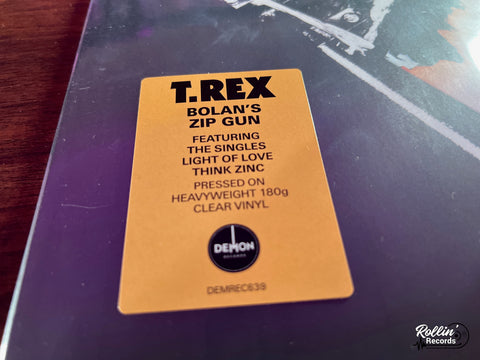 T.REX
BOLAN'S
ZIP GUN
FEATURING
THE SINGLES
LIGHT OF LOVE
THINK ZINC
PRESSED ON
HEAVYWEIGHT 180g
CLEAR VINYL
DEMON
RECORDS
DEMREC639
Rollin'
Records